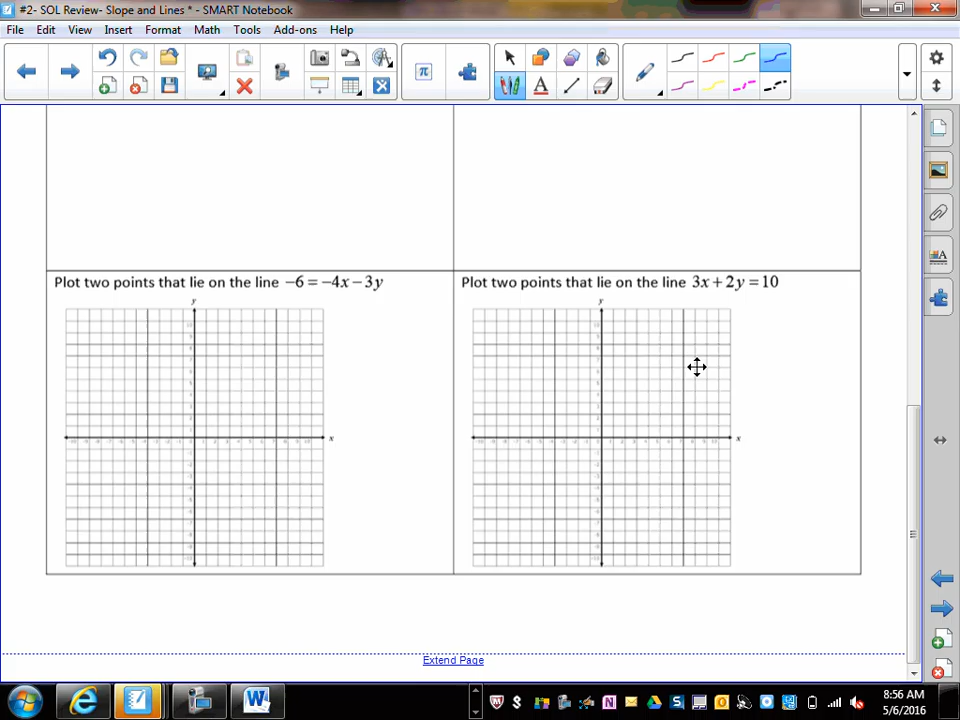 #2- SOL Review- Slope and Lines * - SMART Notebook
File Edit View Insert Format Math Tools Add-ons Help
Plot two points that lie on the line −6 = −4x − 3y
Plot two points that lie on the line 3x + 2y = 10
y
y
x
x
Extend Page
8:56 AM
5/6/2016